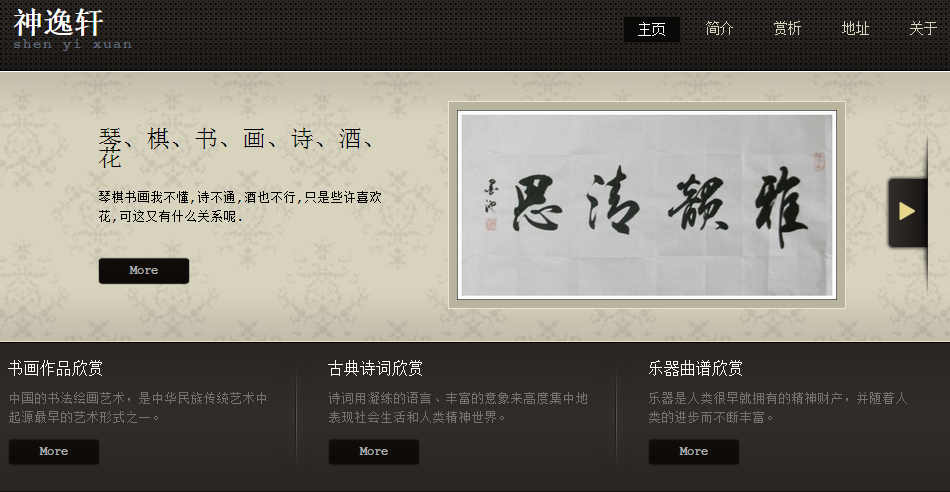 神逸轩
shen yi xuan
主页 简介 赏析 地址 关于
琴、棋、书、画、诗、酒、
花
琴棋书画我不懂,诗不通,酒也不行,只是些许喜欢
花,可这又有什么关系呢.
More
雅韻清思
墨池
书画作品欣赏
中国的书法绘画艺术，是中华民族传统艺术中
起源最早的艺术形式之一。
More
古典诗词欣赏
诗词用凝练的语言、丰富的意象来高度集中地
表现社会生活和人类精神世界。
More
乐器曲谱欣赏
乐器是人类很早就拥有的精神财产，并随着人
类的进步而不断丰富。
More